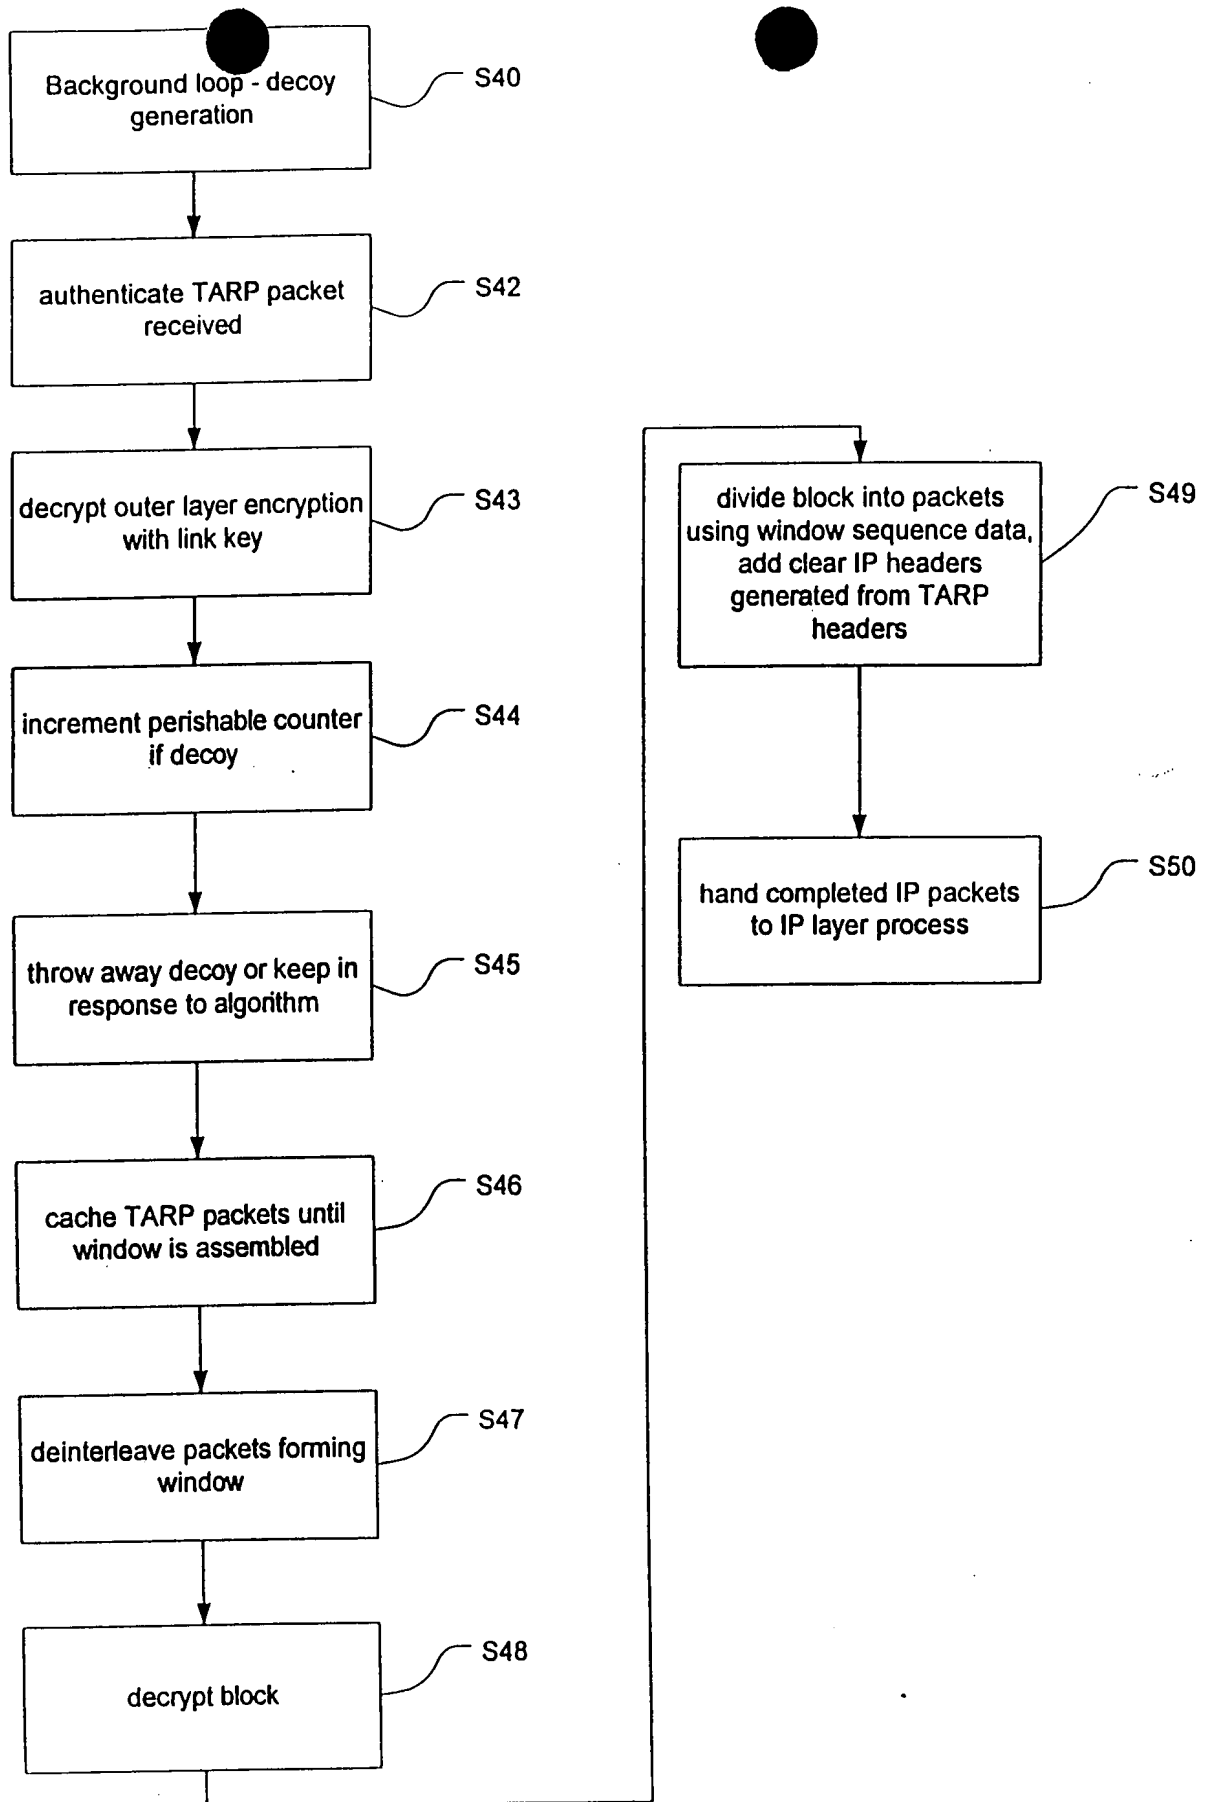 Background loop - decoy
generation
S40
authenticate TARP packet
received
S42
decrypt outer layer encryption
with link key
S43
increment perishable counter
if decoy
S44
throw away decoy or keep in
response to algorithm
S45
cache TARP packets until
window is assembled
S46
deinterleave packets forming
window
S47
decrypt block
S48
divide block into packets
using window sequence data,
add clear IP headers
generated from TARP
headers
S49
hand completed IP packets
to IP layer process
S50